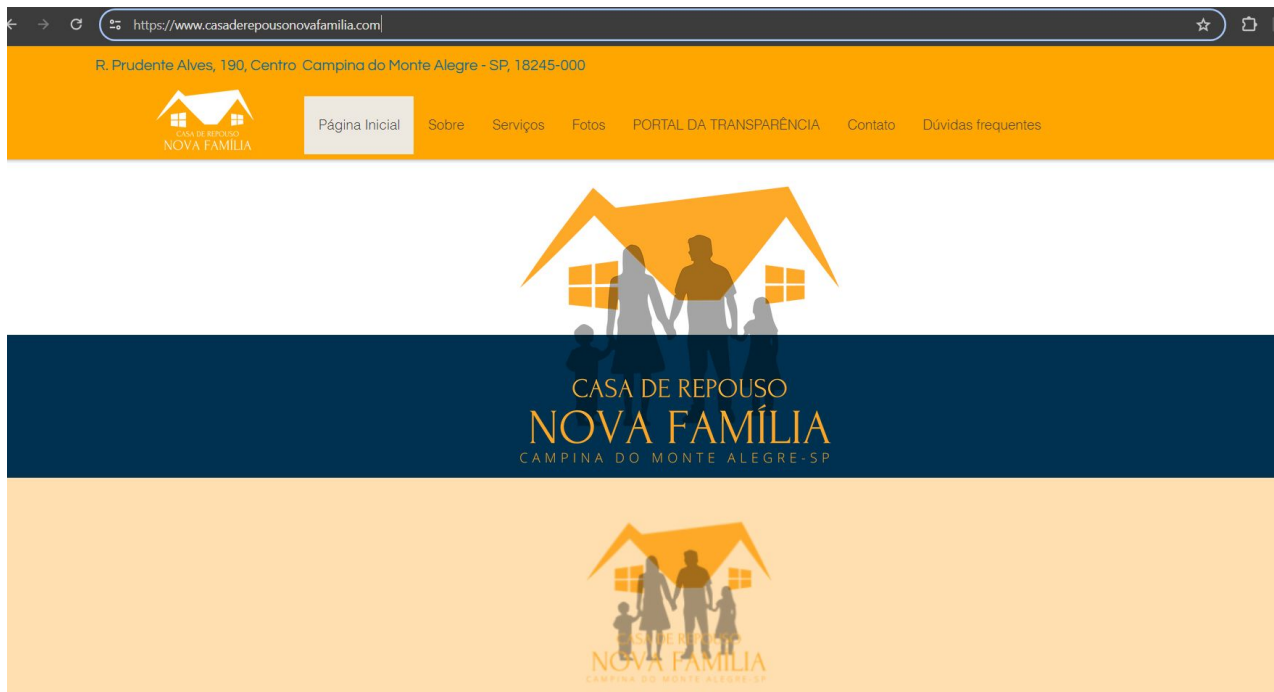 https://www.casaderepousonovafamilia.com
R. Prudente Alves, 190, Centro Campina do Monte Alegre - SP, 18245-000
CASA DE REPOUSO
NOVA FAMÍLIA
Página Inicial Sobre Serviços Fotos PORTAL DA TRANSPARÊNCIA Contato Dúvidas frequentes
CASA DE REPOUSO
NOVA FAMÍLIA
CAMPINA DO MONTE ALEGRE-SP
CASA DE REPOUSO
NOVA FAMÍLIA
CAMPINA DO MONTE ALEGRE-SP